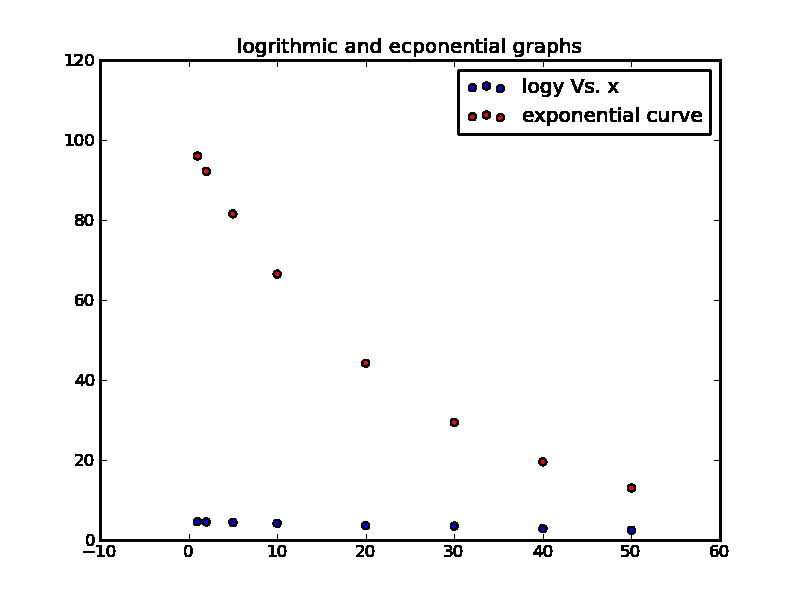 logrithmic and ecponential graphs
logy Vs. x
exponential curve
120
100
80
60
40
20
0
−10 0 10 20 30 40 50 60